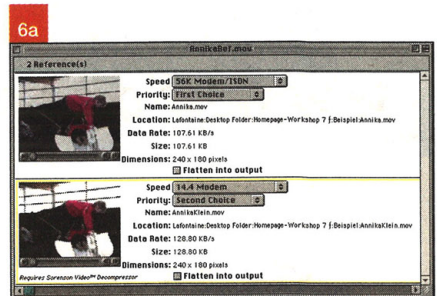 6a
AnnikaRef.mov
2 Reference(s)
Speed 56K Modem/ISDN
Priority: First Choice
Name: Annika.mov
Location: Lafontaine:Desktop Folder:Homepage-Workshop 7 ƒ:Beispiel:Annika.mov
Data Rate: 107.61 KB/s
Size: 107.61 KB
Dimensions: 240 x 180 pixels
Flatten into output
Speed 14.4 Modem
Priority: Second Choice
Name: AnnikaKlein.mov
Location: Lafontaine:Desktop Folder:Homepage-Workshop 7 ƒ:Beispiel:AnnikaKlein.mov
Data Rate: 128.80 KB/s
Size: 128.80 KB
Dimensions: 240 x 180 pixels
Requires Sorenson Video™ Decompressor
Flatten into output